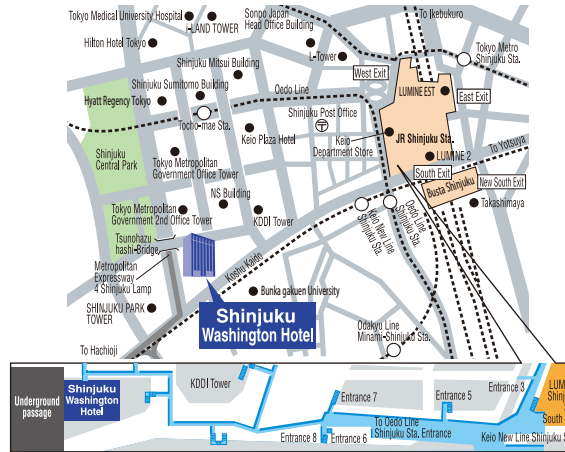 Tokyo Medical University Hospital
i-LAND TOWER
Hilton Hotel Tokyo
Sonpo Japan
Head Office Building
To Ikebukuro
L-Tower
Tokyo Metro
Shinjuku Sta.
Shinjuku Mitsui Building
West Exit
Shinjuku Sumitomo Building
Oedo Line
LUMINE EST
East Exit
Hyatt Regency Tokyo
Shinjuku Post Office
Tocho-mae Sta.
Keio
Department Store
JR Shinjuku Sta.
Keio Plaza Hotel
To Yotsuya
Shinjuku
Central Park
Tokyo Metropolitan
Government Office Tower
LUMINE 2
South Exit
Busta Shinjuku
New South Exit
NS Building
Takashimaya
Tokyo Metropolitan
Government 2nd Office Tower
KDDI Tower
Oedo Line
Shinjuku Sta.
Keio New Line
Shinjuku Sta.
Tsunohazu
hashi-Bridge
Metropolitan
Expressway
4 Shinjuku Lamp
Koshu Kaido
SHINJUKU PARK
TOWER
Bunka gakuen University
Shinjuku
Washington Hotel
Odakyu Line
Minami-Shinjuku Sta.
To Hachioji
Underground
passage
Shinjuku
Washington
Hotel
KDDI Tower
Entrance 7
Entrance 5
Entrance 3
LUM
Shinj
South
To Oedo Line
Shinjuku Sta. Entrance
Entrance 8
Entrance 6
Keio New Line Shinjuku S